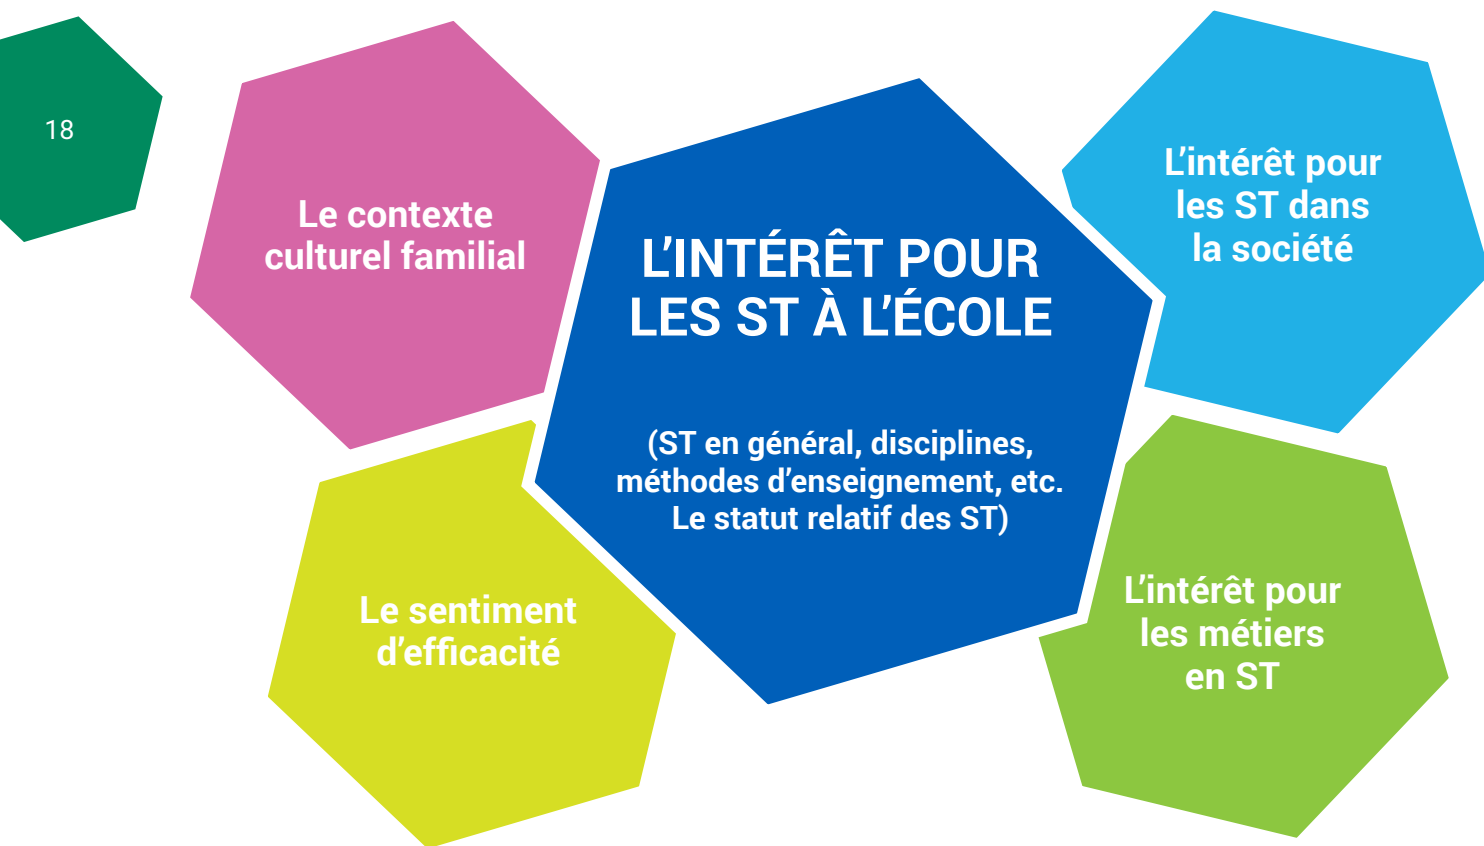 18
Le contexte
culturel familial
L'INTÉRÊT POUR
LES ST À L'ÉCOLE
(ST en général, disciplines,
méthodes d'enseignement, etc.
Le statut relatif des ST)
L'intérêt pour
les ST dans
la société
Le sentiment
d'efficacité
L'intérêt pour
les métiers
en ST